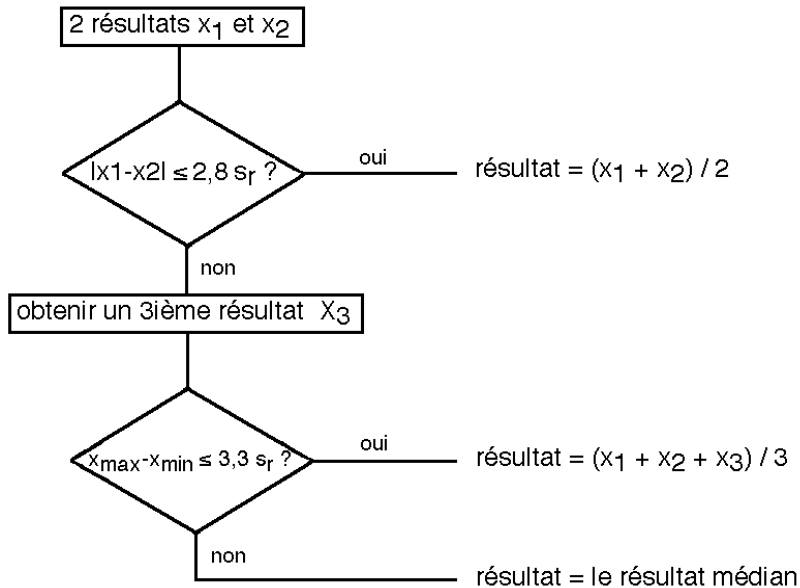 2 résultats x1 et x2
|x1-x2| ≤ 2,8 sr ?
oui
résultat = (x1 + x2) / 2
non
obtenir un 3ième résultat X3
xmax-xmin ≤ 3,3 sr ?
oui
résultat = (x1 + x2 + x3) / 3
non
résultat = le résultat médian